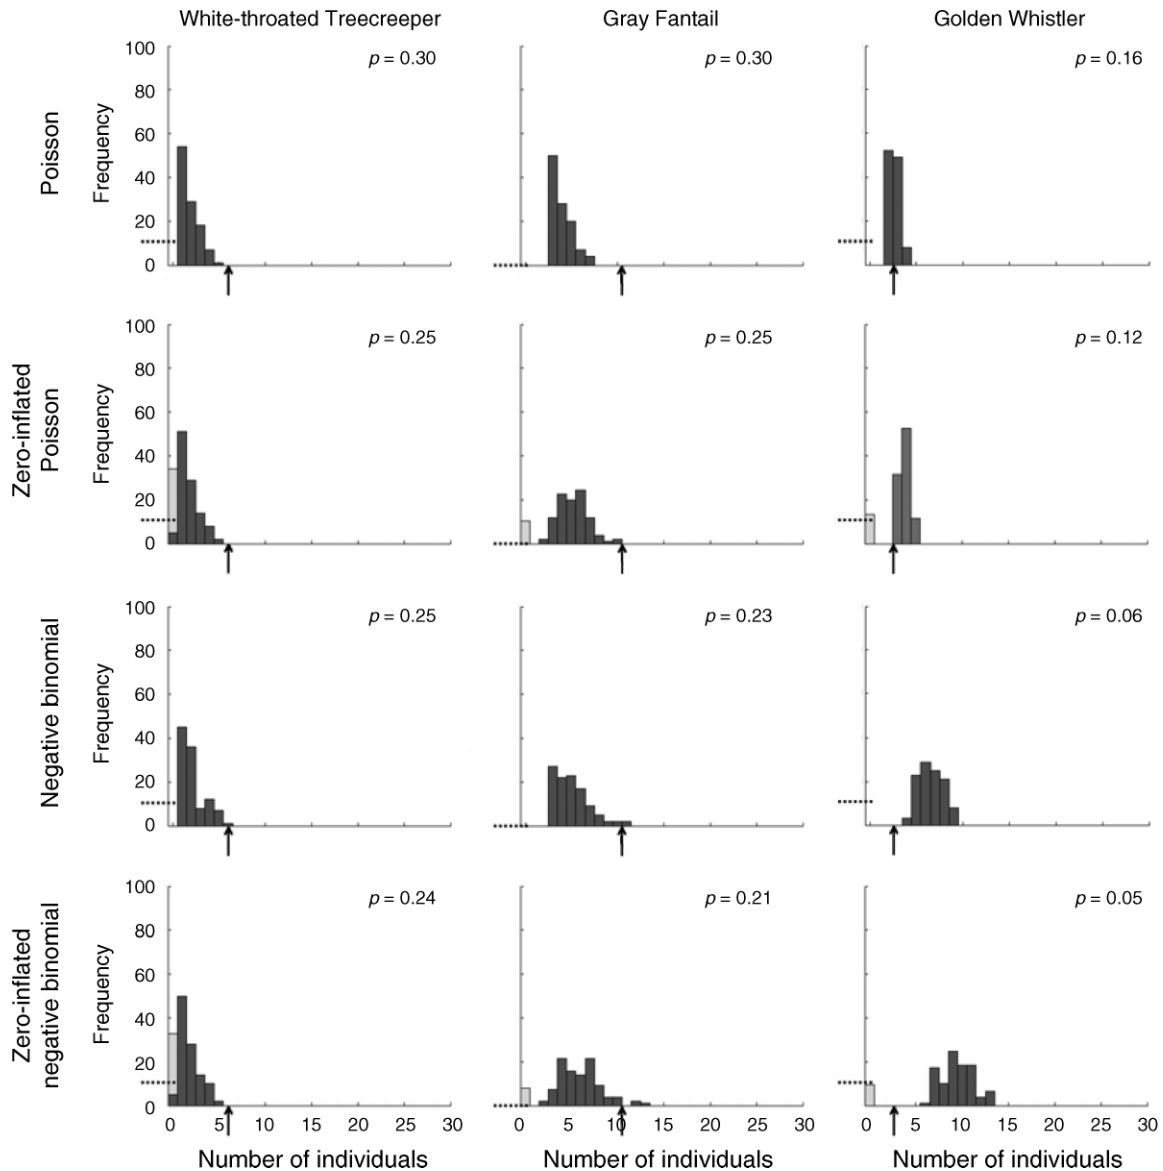 White-throated Treecreeper Gray Fantail Golden Whistler
Poisson
Frequency
100
80
60
40
20
0
p = 0.30
p = 0.30
p = 0.16
Zero-inflated
Poisson
Frequency
100
80
60
40
20
0
p = 0.25
p = 0.25
p = 0.12
Negative binomial
Frequency
100
80
60
40
20
0
p = 0.25
p = 0.23
p = 0.06
Zero-inflated
negative binomial
Frequency
100
80
60
40
20
0
p = 0.24
p = 0.21
p = 0.05
0 5 10 15 20 25 30
0 5 10 15 20 25 30
0 5 10 15 20 25 30
Number of individuals Number of individuals Number of individuals